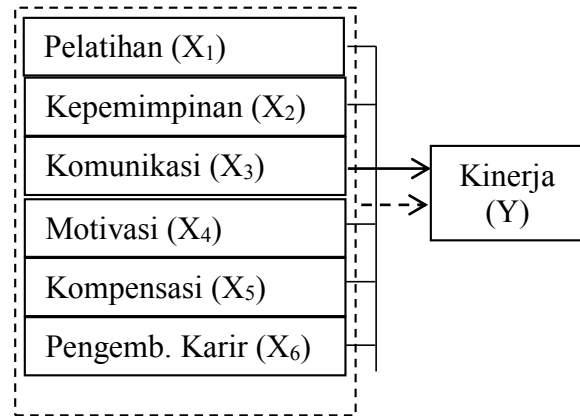 Pelatihan (X₁)
Kepemimpinan (X₂)
Komunikasi (X₃)
Motivasi (X₄)
Kompensasi (X₅)
Pengemb. Karir (X₆)
Kinerja
(Y)